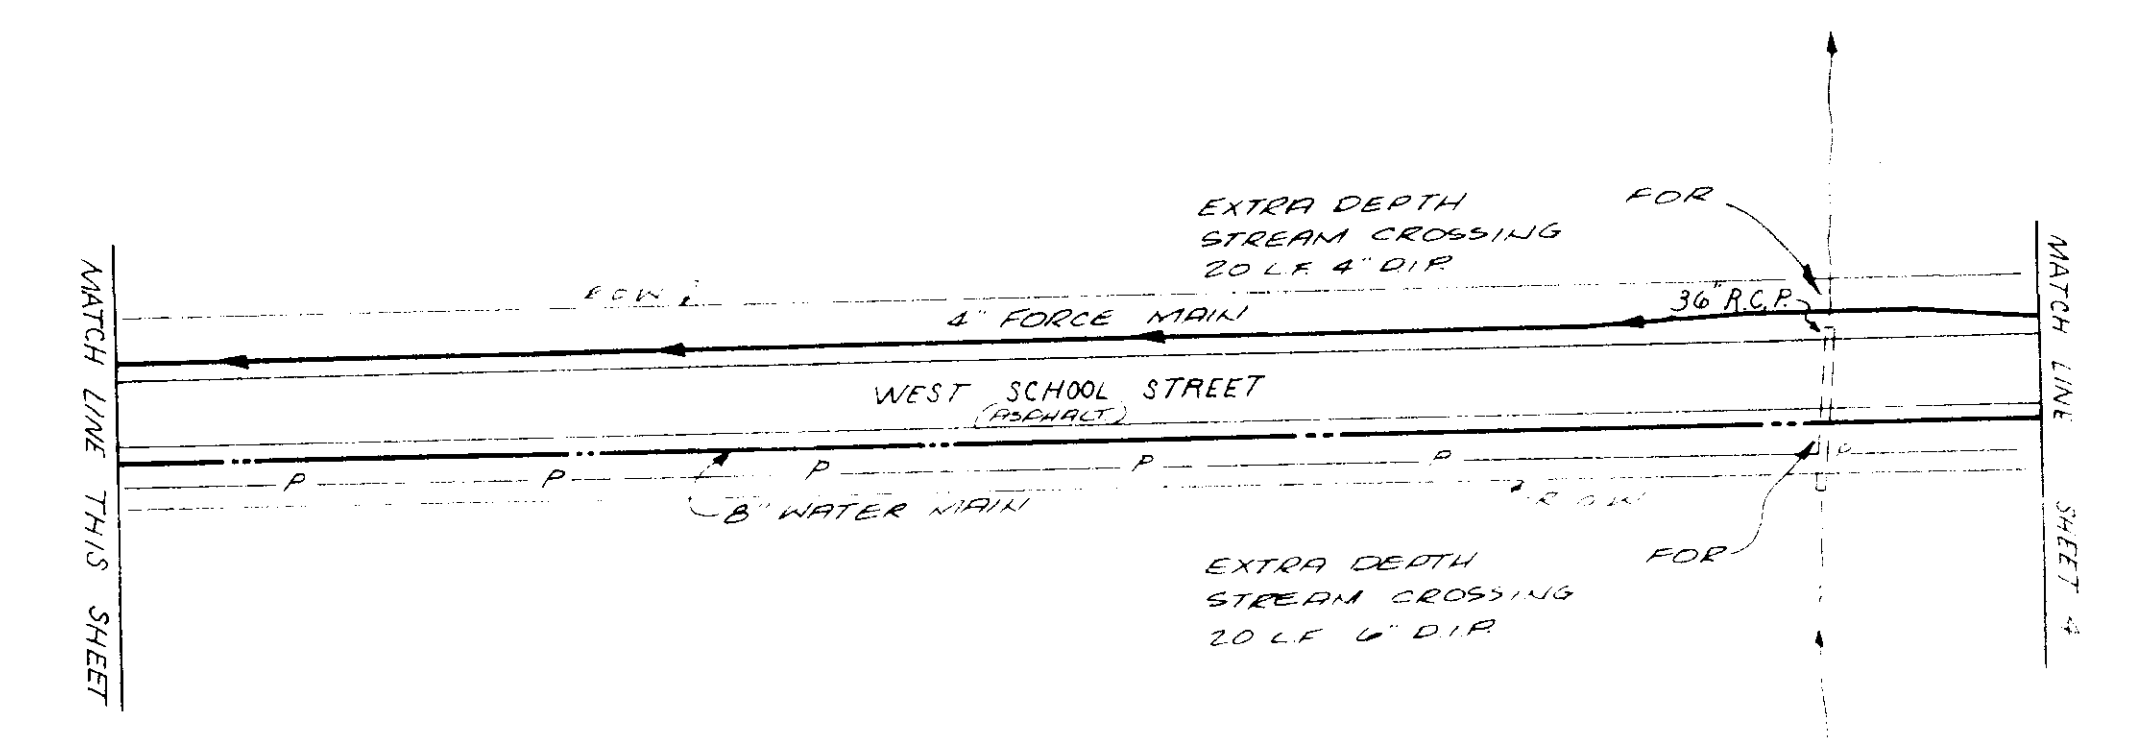 EXTRA DEPTH FOR
STREAM CROSSING
20 L.F. 4" D.I.P.
R O W
4" FORCE MAIN
36" R.C.P.
WEST SCHOOL STREET
(ASPHALT)
P P P P P P
8" WATER MAIN
R O W
EXTRA DEPTH FOR
STREAM CROSSING
20 L.F. 6" D.I.P.
MATCH LINE THIS SHEET
MATCH LINE SHEET 4